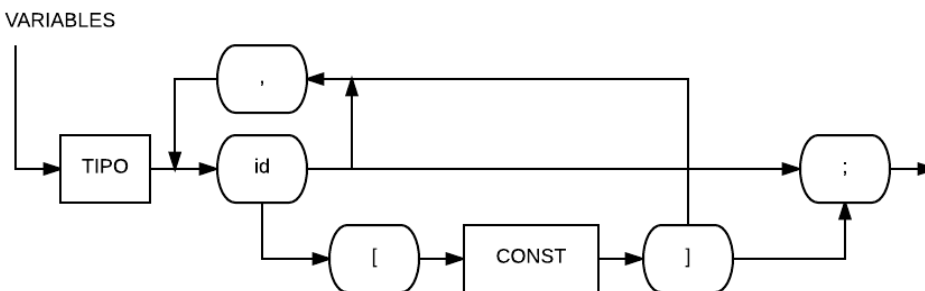 VARIABLES
,
TIPO
id
;
[
CONST
]